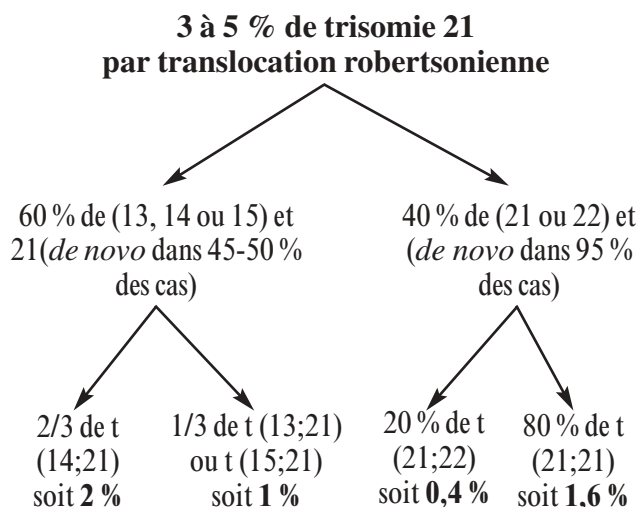 3 à 5 % de trisomie 21
par translocation robertsonienne
60 % de (13, 14 ou 15) et
21(de novo dans 45-50 %
des cas)
40 % de (21 ou 22) et
(de novo dans 95 %
des cas)
2/3 de t
(14;21)
soit 2 %
1/3 de t (13;21)
ou t (15;21)
soit 1 %
20 % de t
(21;22)
soit 0,4 %
80 % de t
(21;21)
soit 1,6 %